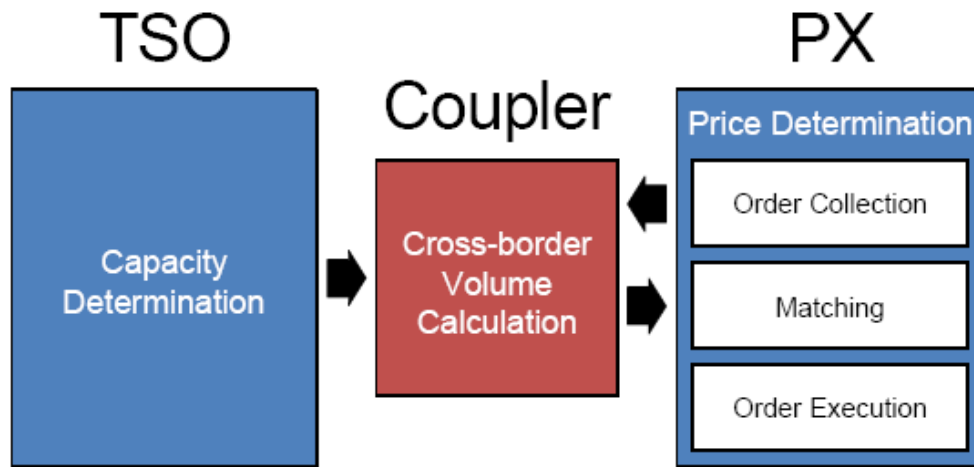 TSO
Capacity
Determination
Coupler
Cross-border
Volume
Calculation
PX
Price Determination
Order Collection
Matching
Order Execution